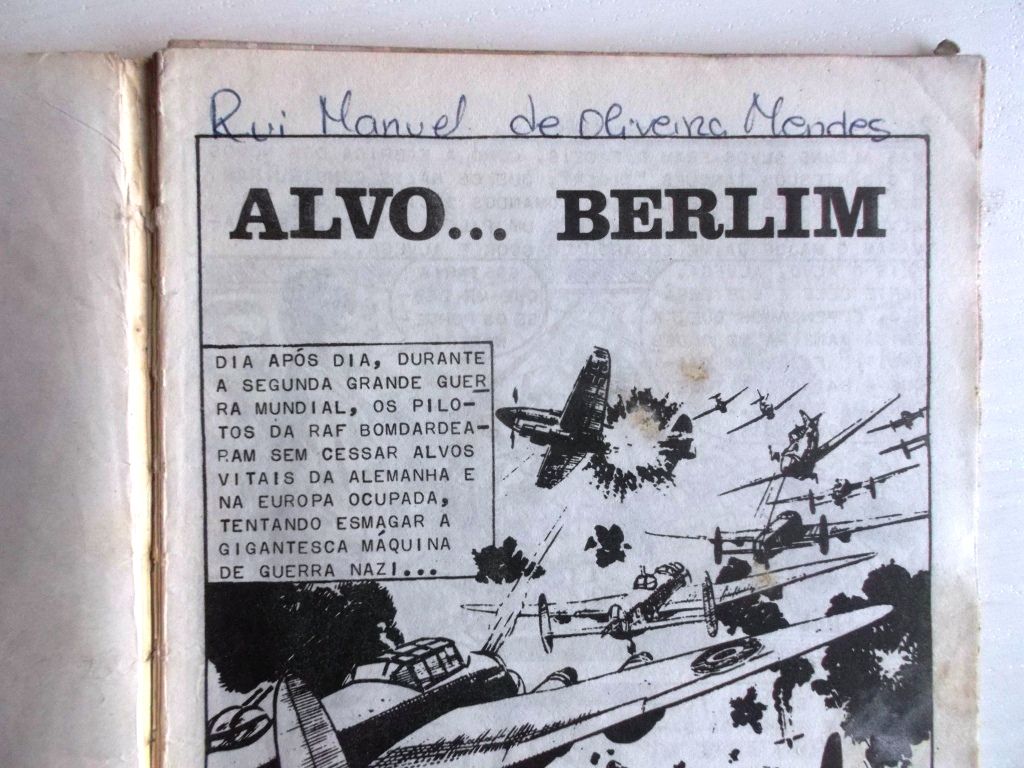 Rui Manuel de Oliveira Mendes
ALVO... BERLIM
DIA APÓS DIA, DURANTE
A SEGUNDA GRANDE GUER
RA MUNDIAL, OS PILO-
TOS DA RAF BOMDARDEA-
RAM SEM CESSAR ALVOS
VITAIS DA ALEMANHA E
NA EUROPA OCUPADA,
TENTANDO ESMAGAR A
GIGANTESCA MÁQUINA
DE GUERRA NAZI...